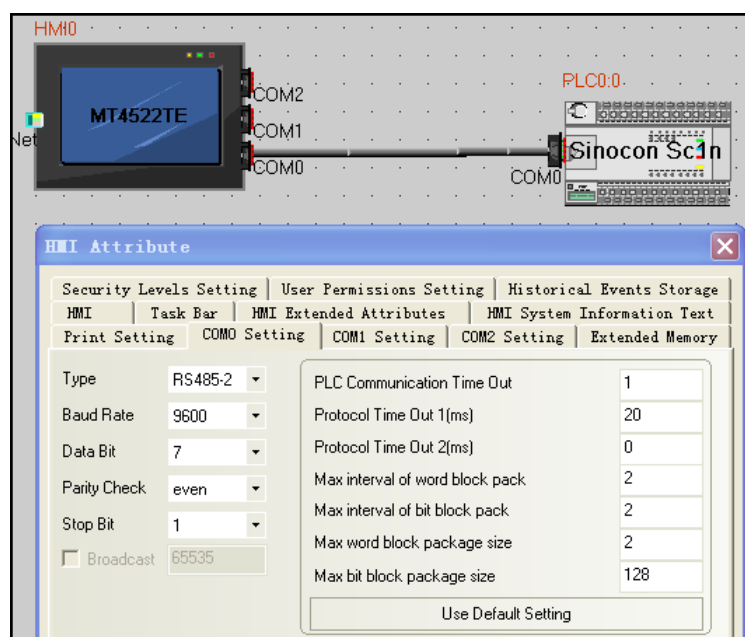 HMI0
PLC0:0
COM2
MT4522TE
COM1
Net
Sinocon Sc1n
COM0
COM0
HMI Attribute
Security Levels Setting User Permissions Setting Historical Events Storage
HMI Task Bar HMI Extended Attributes HMI System Information Text
Print Setting COM0 Setting COM1 Setting COM2 Setting Extended Memory
Type RS485-2 PLC Communication Time Out 1
Baud Rate 9600 Protocol Time Out 1(ms) 20
Data Bit 7 Protocol Time Out 2(ms) 0
Parity Check even Max interval of word block pack 2
Stop Bit 1 Max interval of bit block pack 2
Broadcast 65535 Max word block package size 2
Max bit block package size 128
Use Default Setting